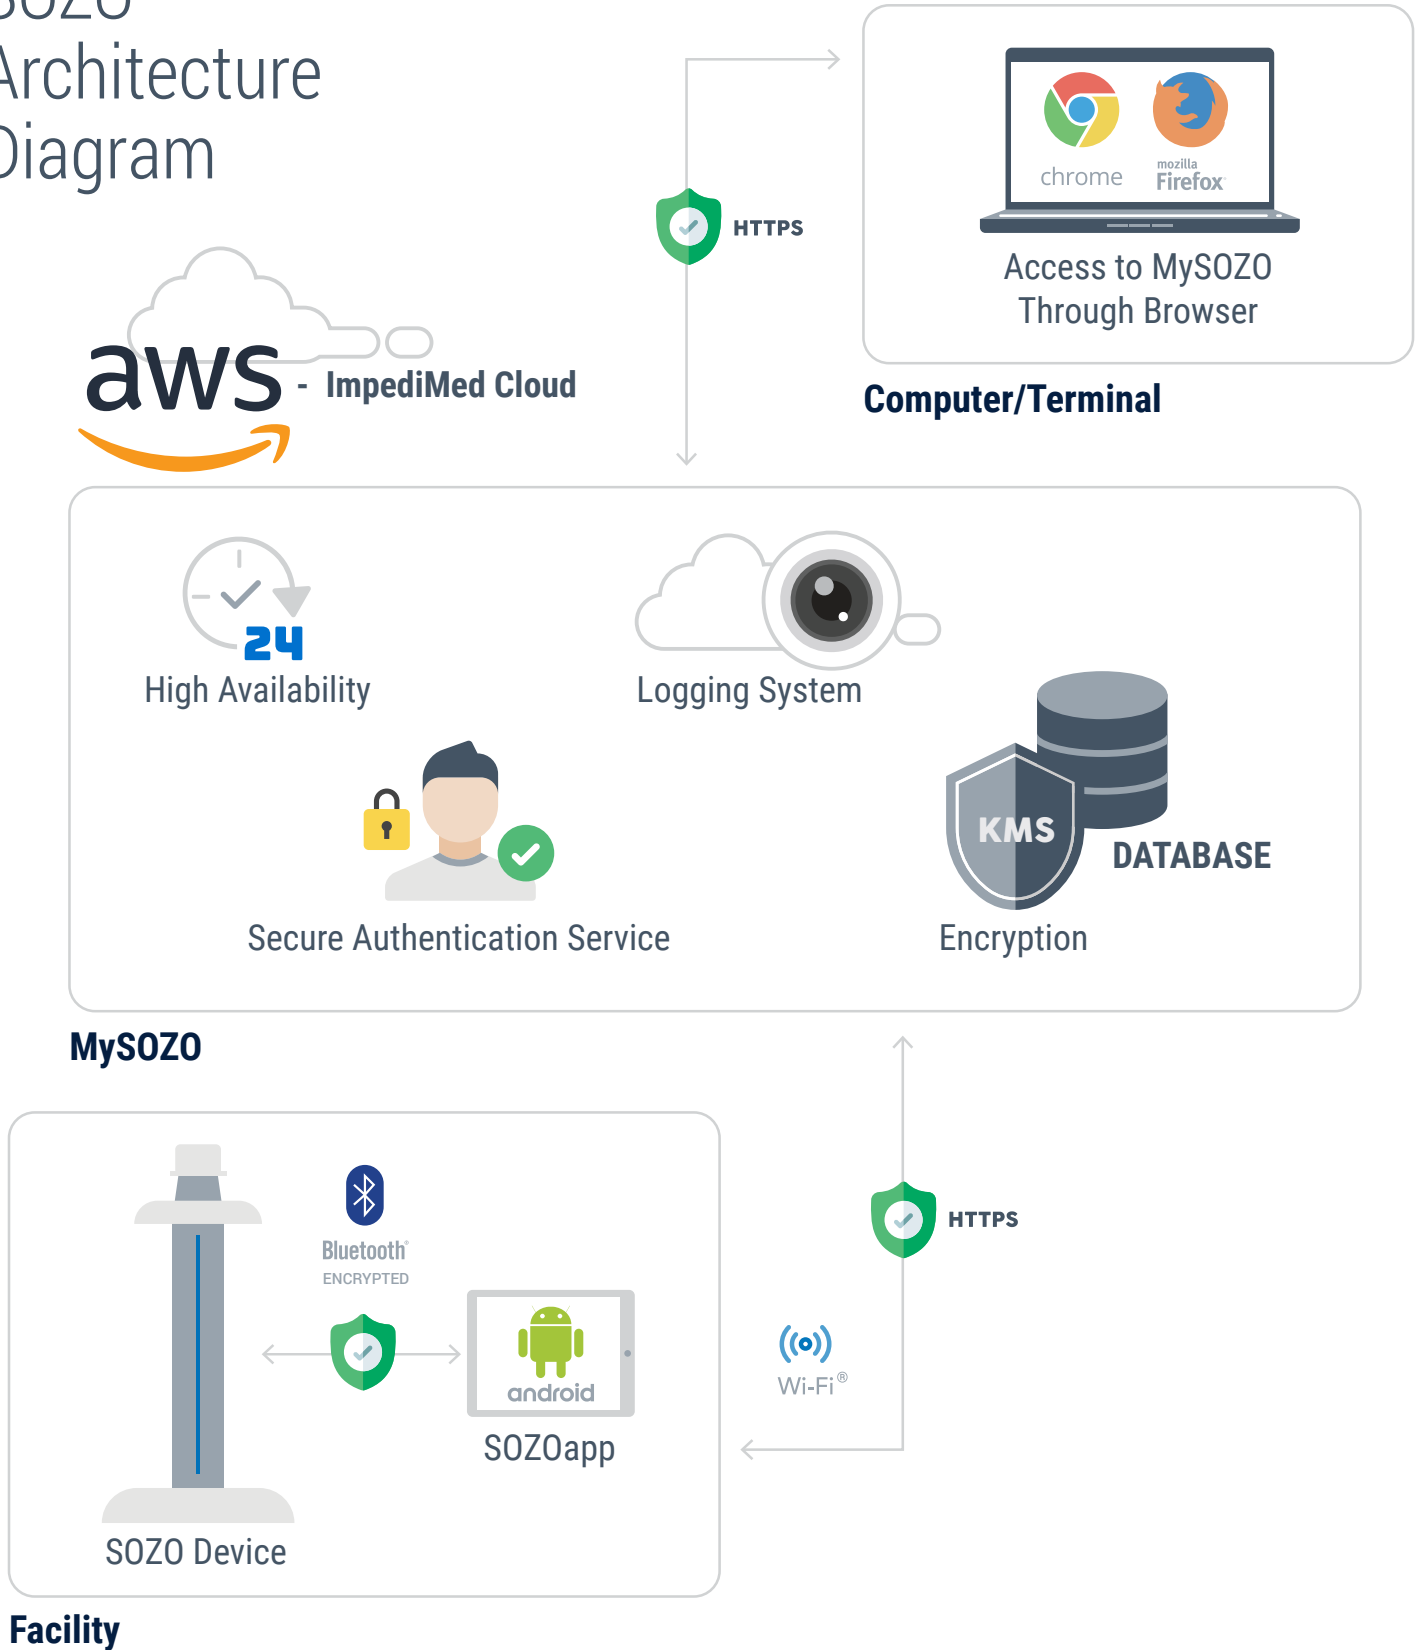 SOZO
Architecture
Diagram
chrome
mozilla
Firefox
HTTPS
Access to MySOZO
Through Browser
aws - ImpediMed Cloud
Computer/Terminal
24
High Availability
Logging System
KMS
DATABASE
Secure Authentication Service
Encryption
MySOZO
Bluetooth®
ENCRYPTED
HTTPS
android
Wi-Fi®
SOZOapp
SOZO Device
Facility